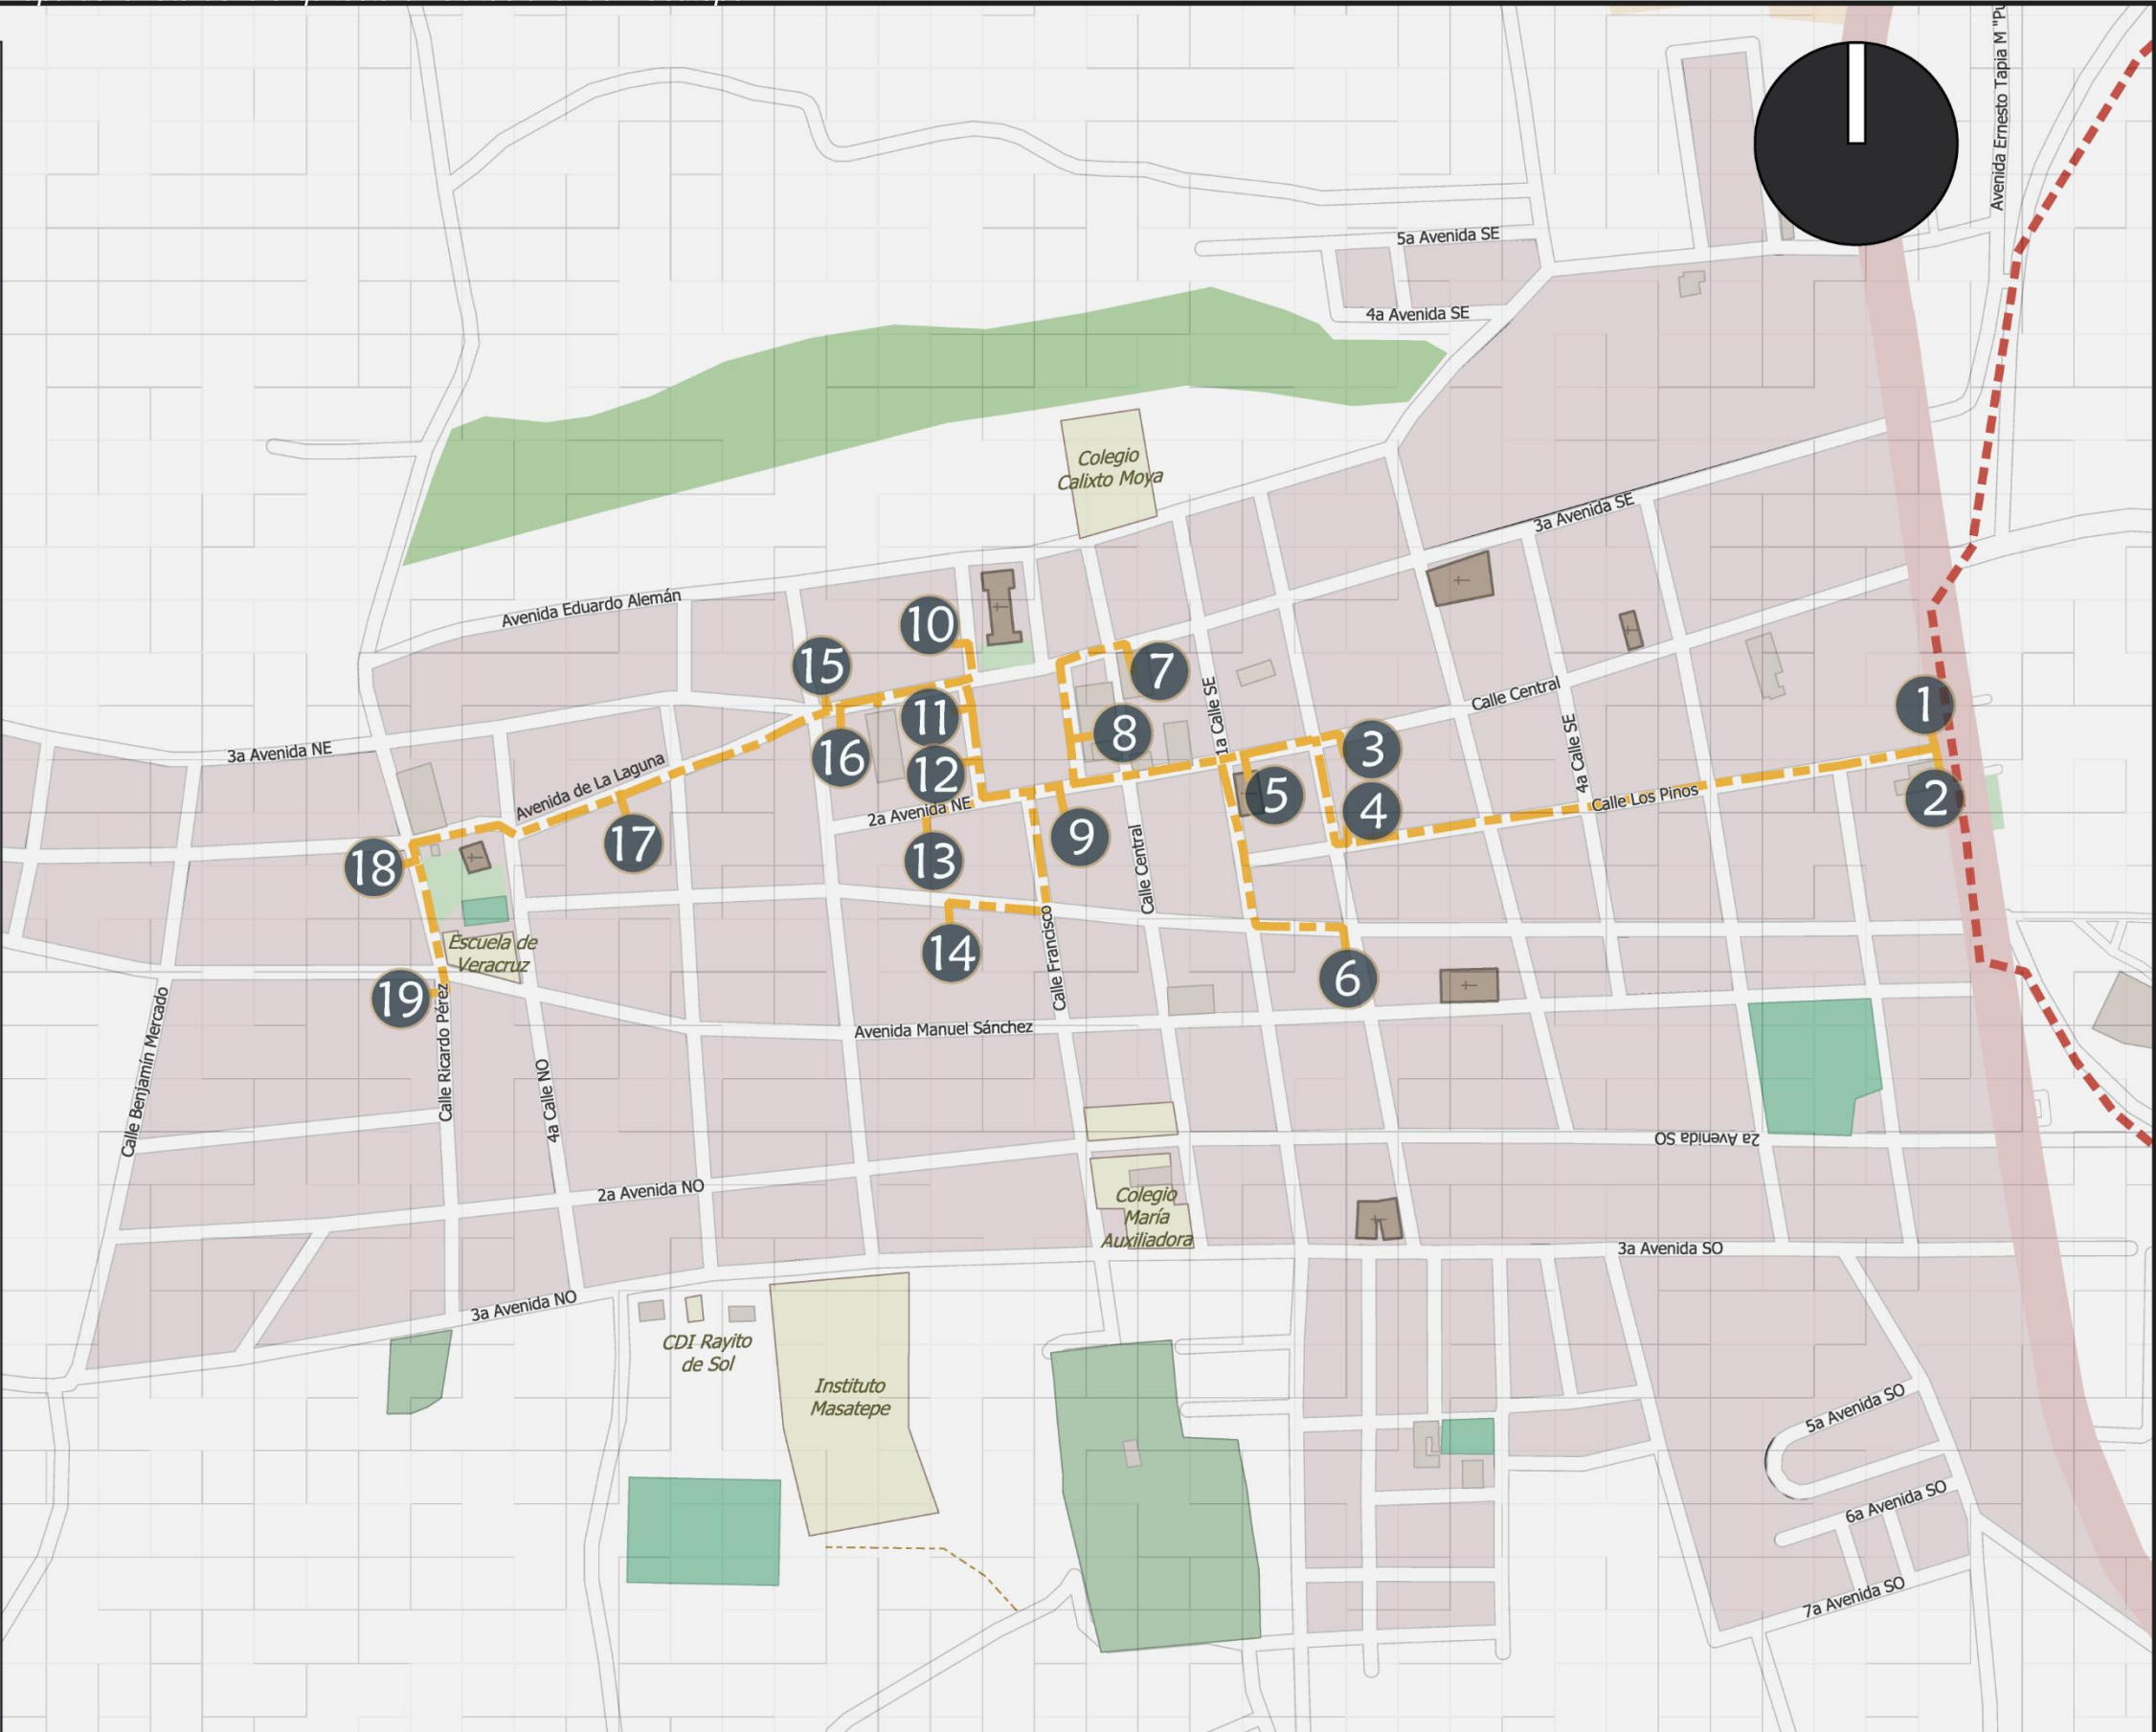 Avenida Ernesto Tapia M "Pu
5a Avenida SE
4a Avenida SE
Colegio
Calixto Moya
3a Avenida SE
Avenida Eduardo Alemán
10
15
7
1a Calle SE
Calle Central
1
11
8
3
4a Calle SE
3a Avenida NE
16
12
Avenida de La Laguna
5
4
Calle Los Pinos
2
2a Avenida NE
17
9
13
18
Calle Central
14
Calle Francisco
Escuela de
Veracruz
6
19
Calle Ricardo Pérez
Avenida Manuel Sánchez
Calle Benjamín Mercado
4a Calle NO
2a Avenida SO
2a Avenida NO
Colegio
María
Auxiliadora
3a Avenida SO
3a Avenida NO
CDI Rayito
de Sol
Instituto
Masatepe
5a Avenida SO
6a Avenida SO
7a Avenida SO